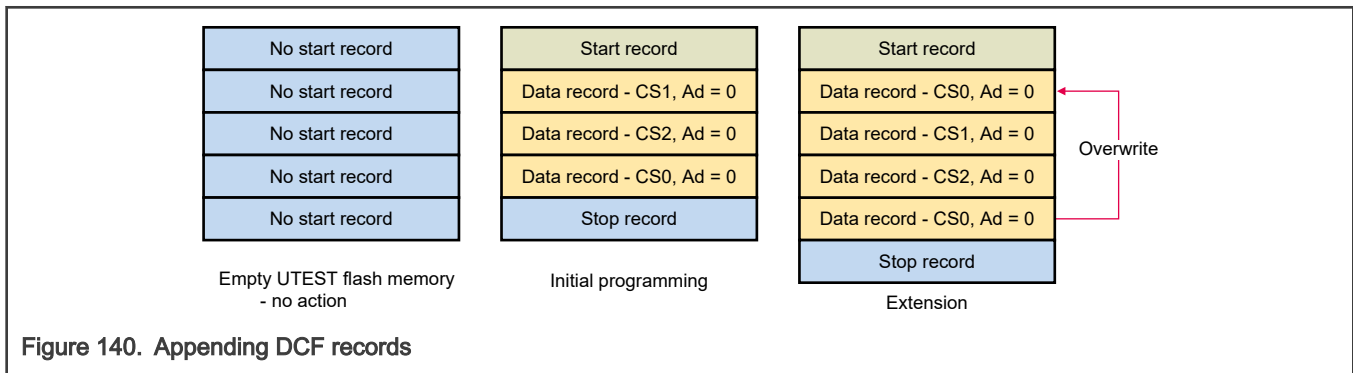 No start record
No start record
No start record
No start record
No start record
Empty UTEST flash memory
- no action
Start record
Data record - CS1, Ad = 0
Data record - CS2, Ad = 0
Data record - CS0, Ad = 0
Stop record
Initial programming
Start record
Data record - CS0, Ad = 0
Data record - CS1, Ad = 0
Data record - CS2, Ad = 0
Data record - CS0, Ad = 0
Stop record
Overwrite
Extension
Figure 140. Appending DCF records